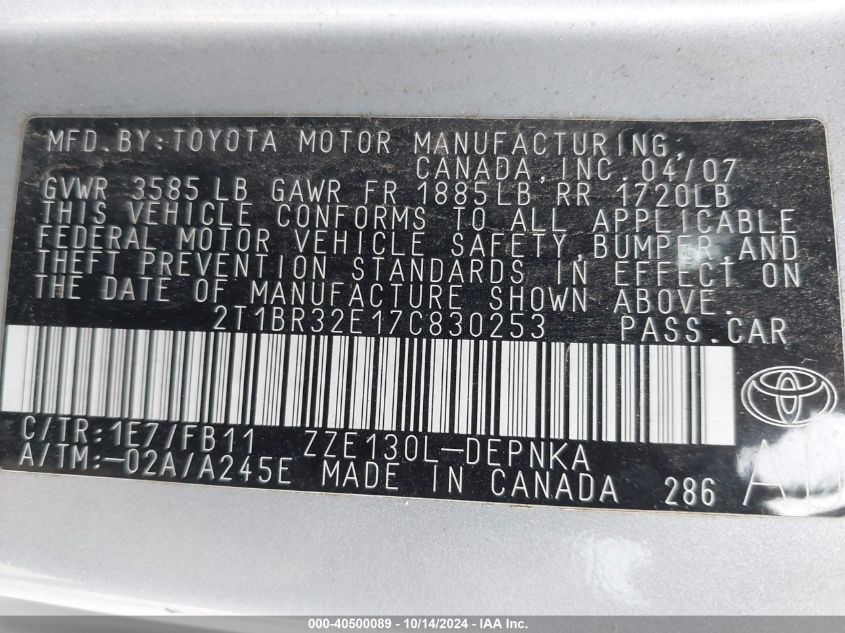 MFD. BY: TOYOTA MOTOR MANUFACTURING,
CANADA, INC. 04/07
GVWR 3585 LB GAWR FR 1885LB RR 1720LB
THIS VEHICLE CONFORMS TO ALL APPLICABLE
FEDERAL MOTOR VEHICLE SAFETY, BUMPER, AND
THEFT PREVENTION STANDARDS IN EFFECT ON
THE DATE OF MANUFACTURE SHOWN ABOVE.
2T1BR32E17C830253 PASS. CAR
C/TR: 1E7/FB11 ZZE130L-DEPNKA
A/TM: -02A/A245E MADE IN CANADA 286
000-40500089 - 10/14/2024 - IAA Inc.